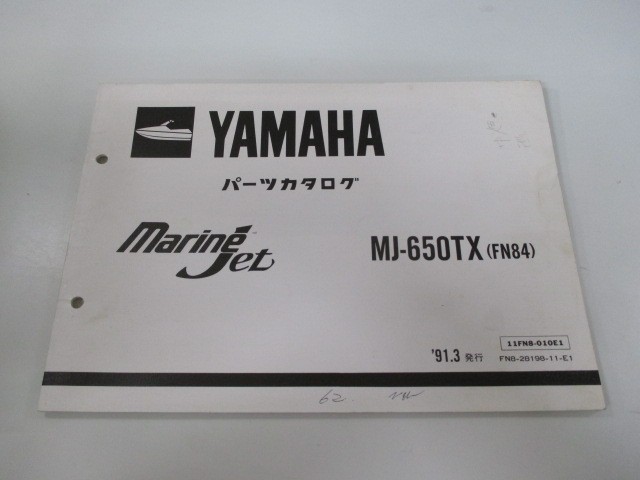 YAMAHA
パーツカタログ
Marine Jet
MJ-650TX (FN84)
11FN8-010E1
'91.3 発行
FN8-28198-11-E1
62.